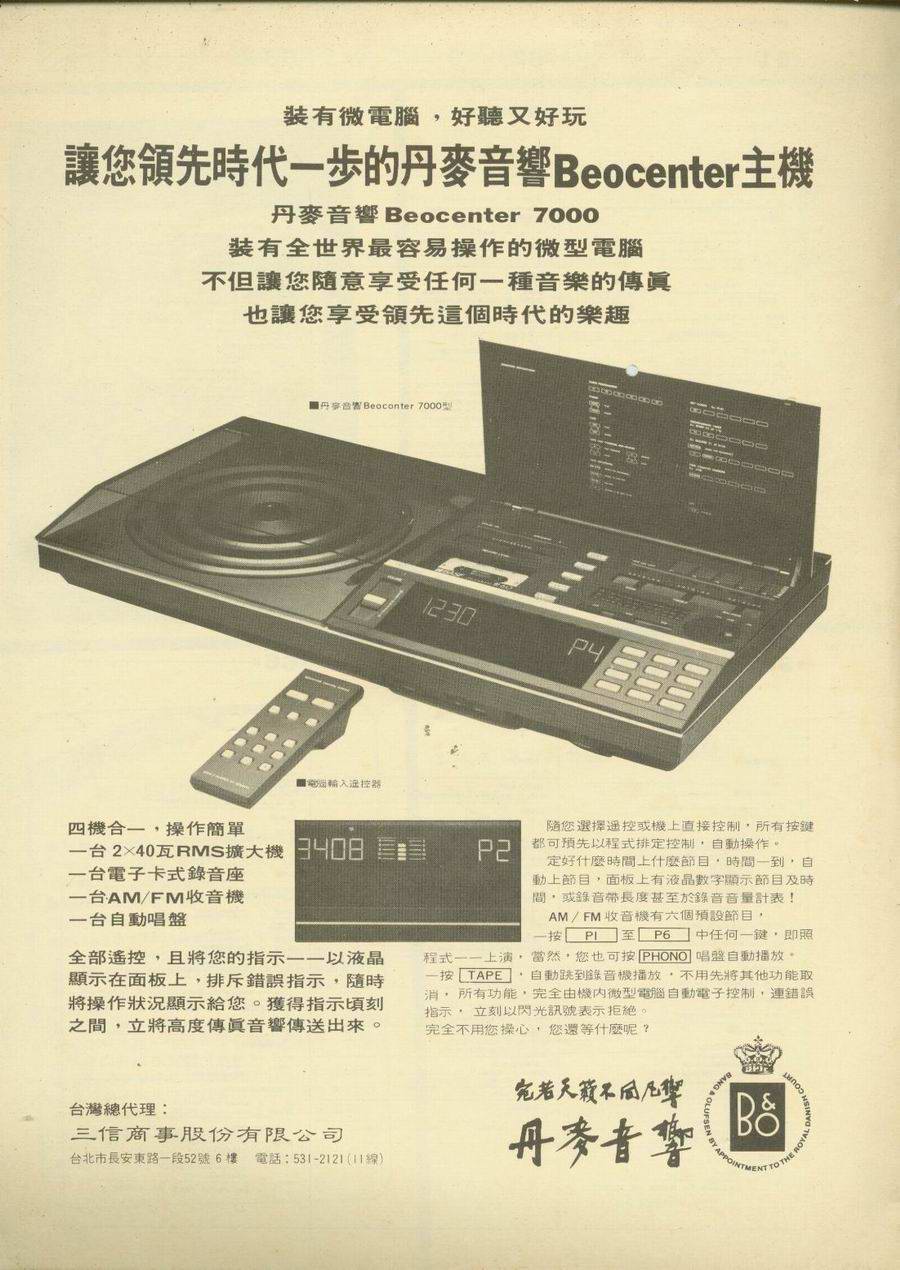 裝有微電腦，好聽又好玩
讓您領先時代一步的丹麥音響Beocenter主機
丹麥音響Beocenter 7000
裝有全世界最容易操作的微型電腦
不但讓您隨意享受任何一種音樂的傳眞
也讓您享受領先這個時代的樂趣
■丹麥音響Beoconter 7000型
1230
P4
■電腦輸入遥控器
四機合一，操作簡單
一台2×40瓦RMS擴大機
一台電子卡式錄音座
一台AM/FM收音機
一台自動唱盤
3408
P2
全部遙控，且將您的指示——以液晶
顯示在面板上，排斥錯誤指示，隨時
將操作狀況顯示給您。獲得指示頃刻
之間，立將高度傳眞音響傳送出來。
隨您選擇遥控或機上直接控制，所有按鍵
都可預先以程式排定控制，自動操作。
定好什麼時間上什麼節目，時間一到，自
動上節目，面板上有液晶數字顯示節目及時
間，或錄音帶長度甚至於錄音音量計表！
AM / FM 收音機有六個預設節目，
一按 P1 至 P6 中任何一鍵，即照
程式一一上演，當然，您也可按 PHONO 唱盤自動播放。
一按 TAPE ，自動跳到錄音機播放，不用先將其他功能取
消，所有功能，完全由機内微型電腦自動電子控制，連錯誤
指示，立刻以閃光訊號表示拒絕。
完全不用您操心，您還等什麼呢？
台灣總代理：
三信商事股份有限公司
台北市長安東路一段52號6樓 電話：531-2121(11線)
宛若天籟不同凡響
丹麥音響
B&O
BANG & OLUFSEN BY APPOINTMENT TO THE ROYAL DANISH COURT